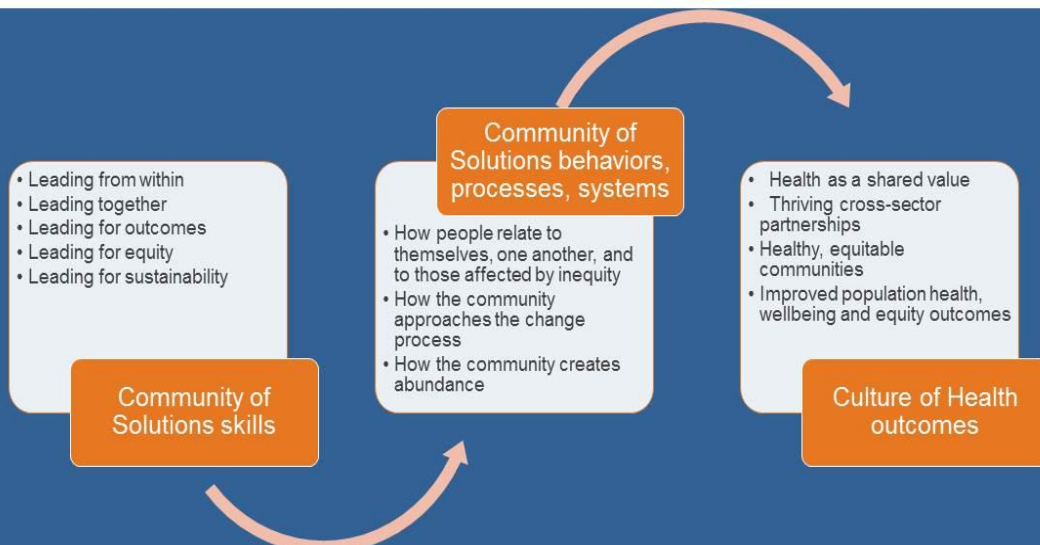 • Leading from within
• Leading together
• Leading for outcomes
• Leading for equity
• Leading for sustainability
Community of
Solutions skills
Community of
Solutions behaviors,
processes, systems
• How people relate to
themselves, one another, and
to those affected by inequity
• How the community
approaches the change
process
• How the community creates
abundance
• Health as a shared value
• Thriving cross-sector
partnerships
• Healthy, equitable
communities
• Improved population health,
wellbeing and equity outcomes
Culture of Health
outcomes